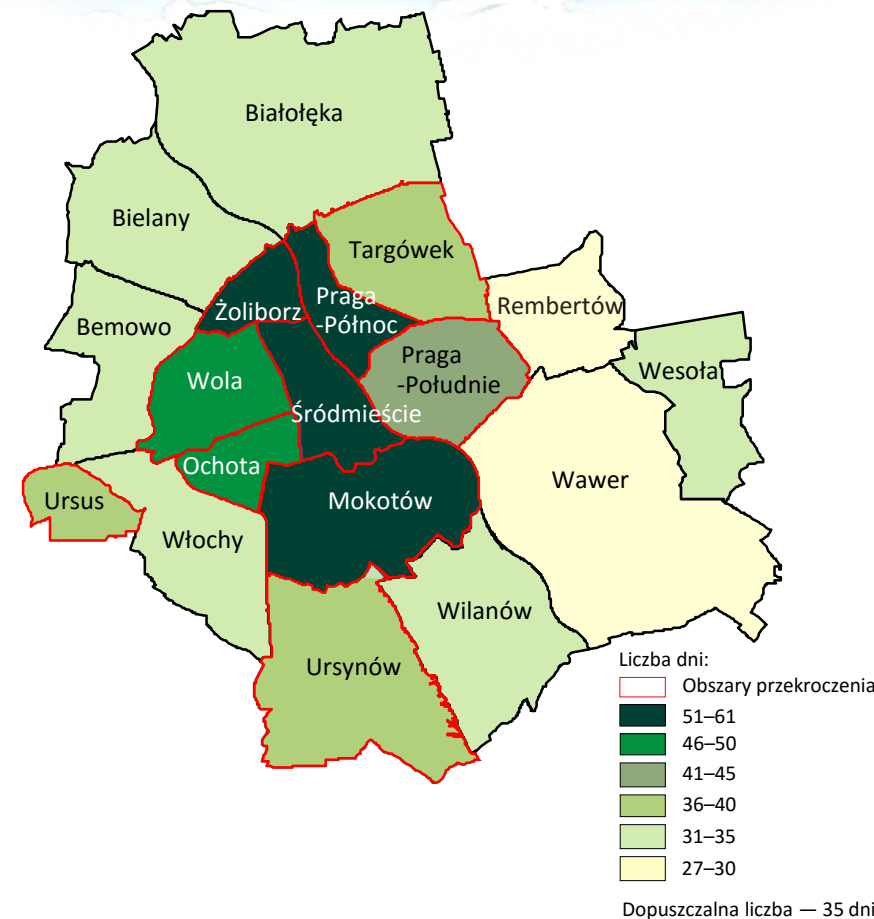 Białołęka
Bielany
Targówek
Rembertów
Praga
-Północ
Żoliborz
Bemowo
Praga
-Południe
Wesoła
Wola
Śródmieście
Ochota
Wawer
Ursus
Mokotów
Włochy
Wilanów
Ursynów
Liczba dni:
Obszary przekroczenia
51–61
46–50
41–45
36–40
31–35
27–30
Dopuszczalna liczba — 35 dni